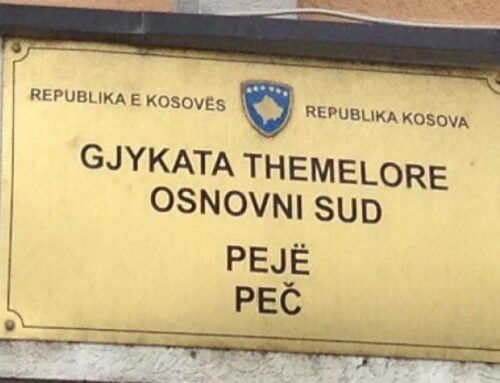 REPUBLIKA E KOSOVËS REPUBLIKA KOSOVA
GJYKATA THEMELORE
OSNOVNI SUD
PEJË
PEČ